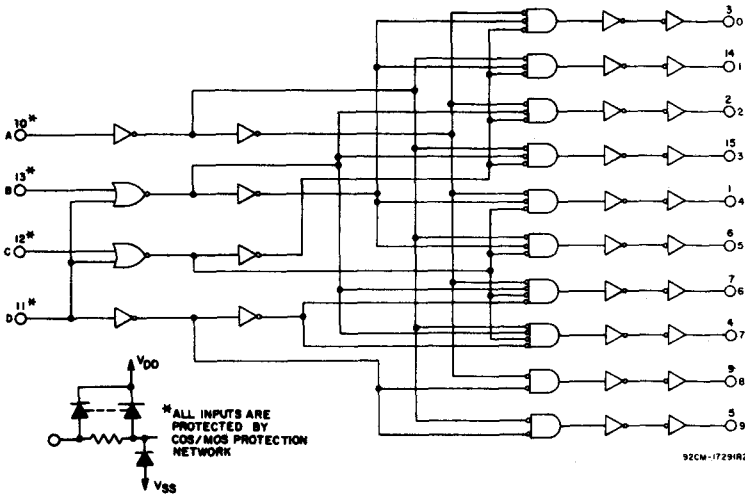 3
0
14
1
2
2
15
3
A 10*
B 13*
1
4
C 12*
6
5
D 11*
7
6
4
7
VDD
*ALL INPUTS ARE
PROTECTED BY
COS/MOS PROTECTION
NETWORK
9
8
5
9
VSS
92CM-17291R2